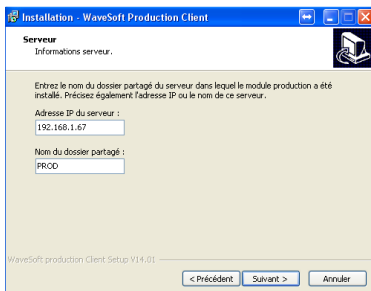 Installation - WaveSoft Production Client
Serveur
Informations serveur.
Entrez le nom du dossier partagé du serveur dans lequel le module production a été
installé. Précisez également l'adresse IP ou le nom de ce serveur.
Adresse IP du serveur :
192.168.1.67
Nom du dossier partagé :
PROD
WaveSoft production Client Setup V14.01
< Précédent
Suivant >
Annuler